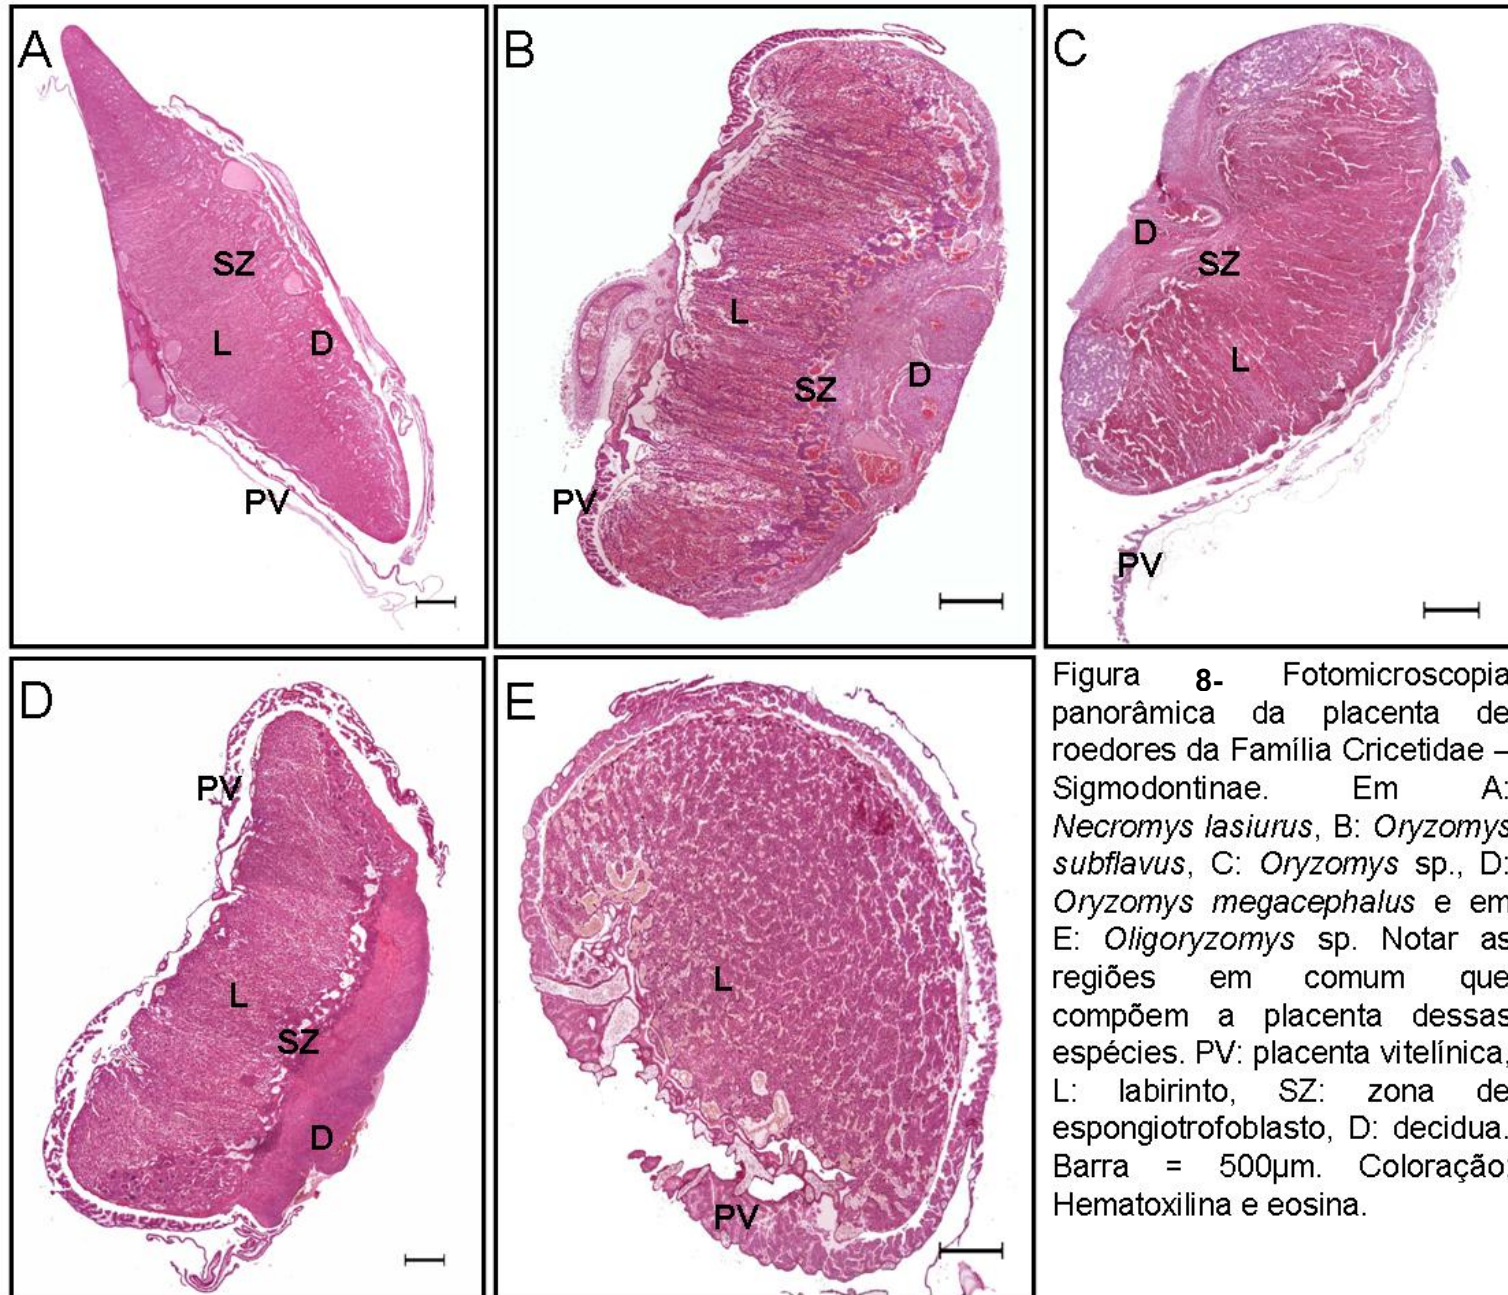 A
SZ
L
D
PV
B
L
SZ
D
PV
C
D
SZ
L
PV
D
PV
L
SZ
D
E
L
PV
Figura 8- Fotomicroscopia
panorâmica da placenta de
roedores da Família Cricetidae –
Sigmodontinae. Em A:
Necromys lasiurus, B: Oryzomys
subflavus, C: Oryzomys sp., D:
Oryzomys megacephalus e em
E: Oligoryzomys sp. Notar as
regiões em comum que
compõem a placenta dessas
espécies. PV: placenta vitelínica,
L: labirinto, SZ: zona de
espongiotrofoblasto, D: decidua.
Barra = 500µm. Coloração:
Hematoxilina e eosina.